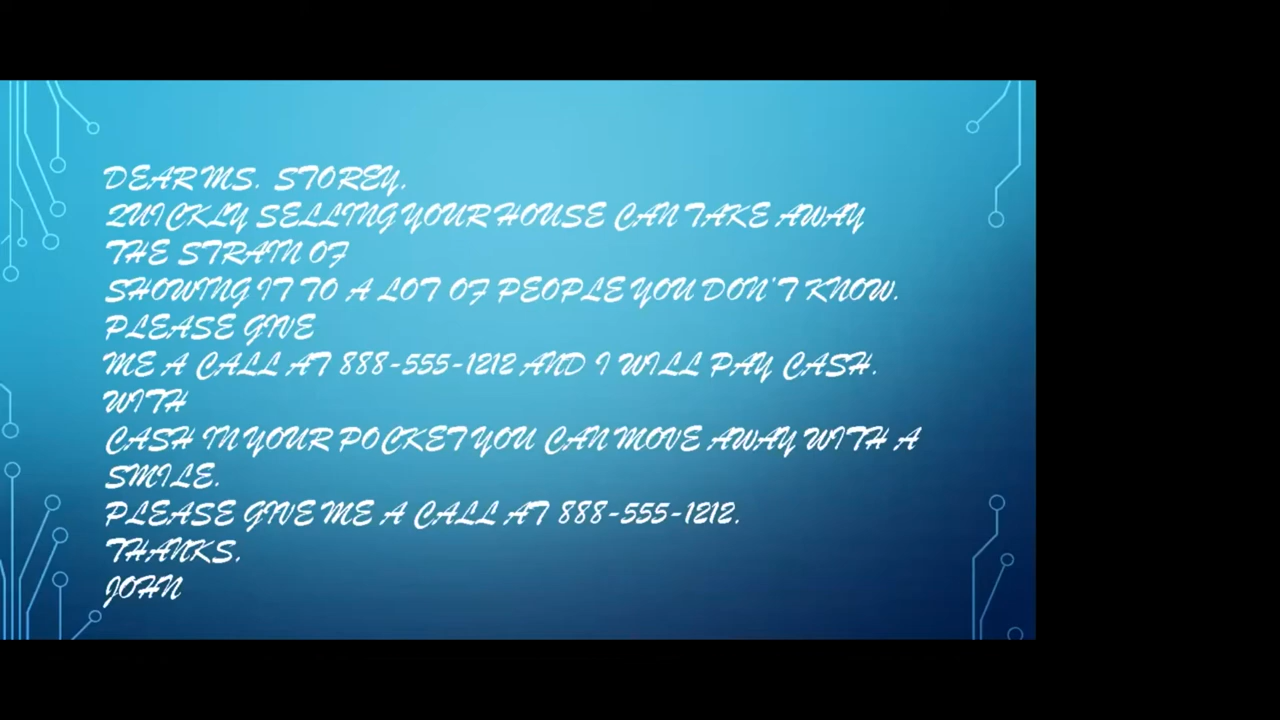 DEAR MS. STOREY,
QUICKLY SELLING YOUR HOUSE CAN TAKE AWAY
THE STRAIN OF
SHOWING IT TO A LOT OF PEOPLE YOU DON'T KNOW.
PLEASE GIVE
ME A CALL AT 888-555-1212 AND I WILL PAY CASH.
WITH
CASH IN YOUR POCKET YOU CAN MOVE AWAY WITH A
SMILE.
PLEASE GIVE ME A CALL AT 888-555-1212.
THANKS,
JOHN